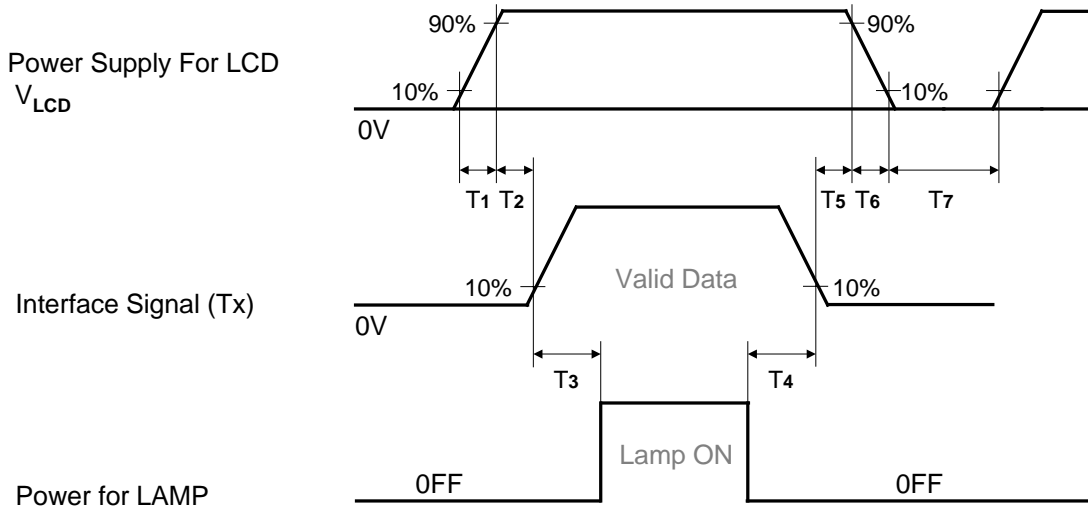 90% 90%
Power Supply For LCD
VLCD
10% 10%
0V
T1 T2 T5 T6 T7
Valid Data
10% 10%
Interface Signal (Tx)
0V
T3 T4
Lamp ON
0FF 0FF
Power for LAMP